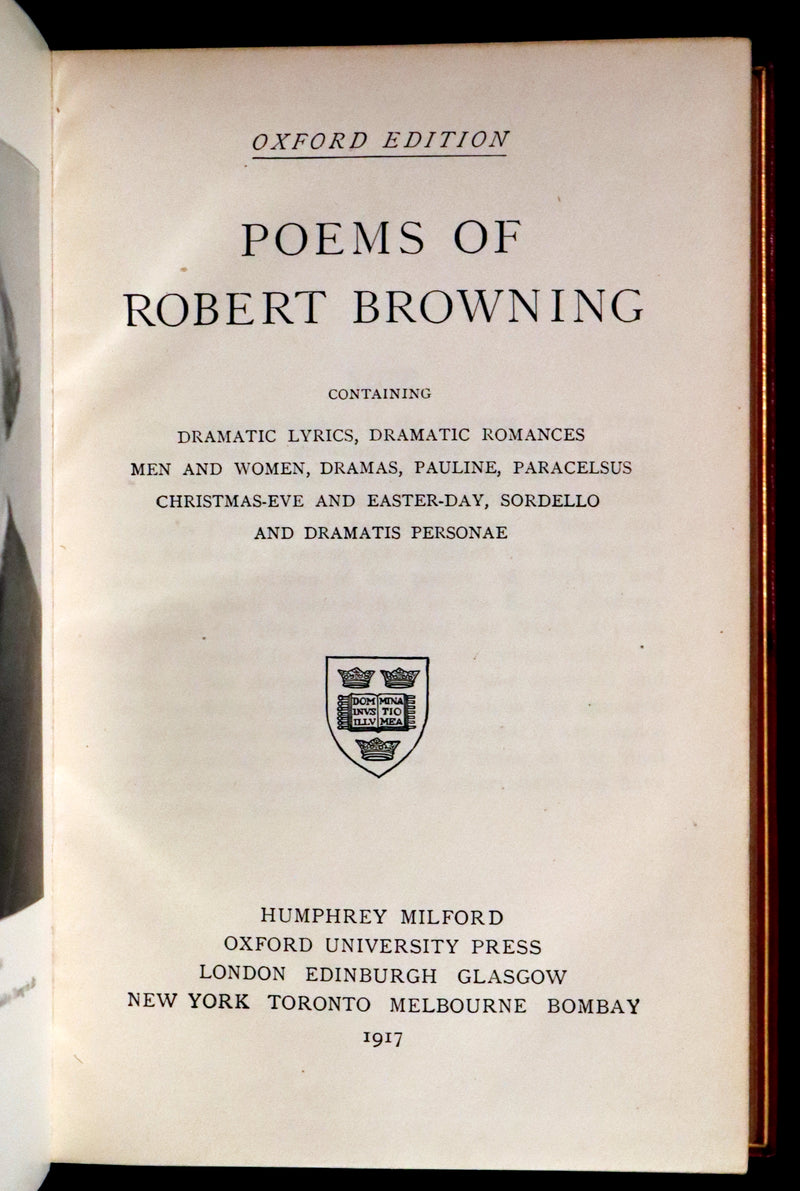 OXFORD EDITION
POEMS OF
ROBERT BROWNING
CONTAINING
DRAMATIC LYRICS, DRAMATIC ROMANCES
MEN AND WOMEN, DRAMAS, PAULINE, PARACELSUS
CHRISTMAS-EVE AND EASTER-DAY, SORDELLO
AND DRAMATIS PERSONAE
DOM MINA
INVS TIO
ILLV MEA
HUMPHREY MILFORD
OXFORD UNIVERSITY PRESS
LONDON EDINBURGH GLASGOW
NEW YORK TORONTO MELBOURNE BOMBAY
1917